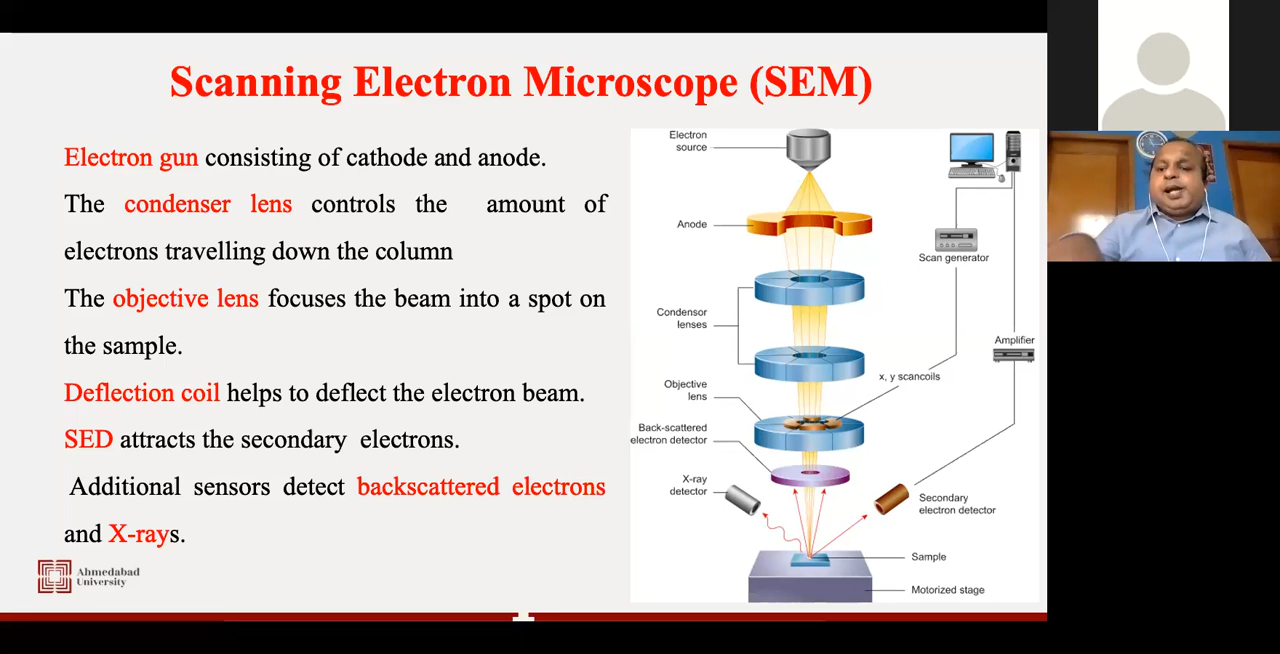 Scanning Electron Microscope (SEM)
Electron gun consisting of cathode and anode.
The condenser lens controls the amount of
electrons travelling down the column
The objective lens focuses the beam into a spot on
the sample.
Deflection coil helps to deflect the electron beam.
SED attracts the secondary electrons.
Additional sensors detect backscattered electrons
and X-rays.
Ahmedabad
University
Electron
source
Anode
Condensor
lenses
Objective
lens
Back-scattered
electron detector
X-ray
detector
Scan generator
Amplifier
x, y scancoils
Secondary
electron detector
Sample
Motorized stage